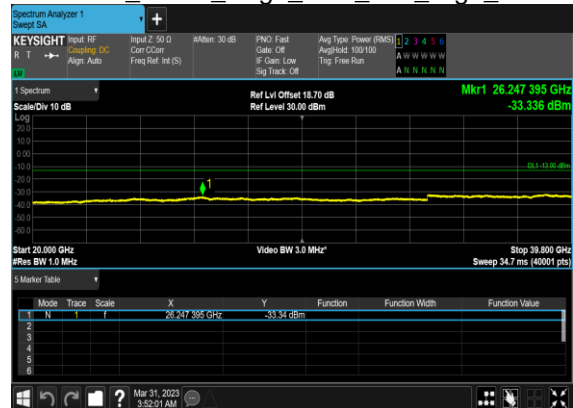 Spectrum Analyzer 1
Swept SA
+
KEYSIGHT
R T
LW
Input: RF
Coupling: DC
Align: Auto
Input Z: 50 Ω
Corr CCorr
Freq Ref: Int (S)
#Atten: 30 dB
PNO: Fast
Gate: Off
IF Gain: Low
Sig Track: Off
Avg Type: Power (RMS)
Avg|Hold: 100/100
Trig: Free Run
1 2 3 4 5 6
A W W W W W
A N N N N N
1 Spectrum
Scale/Div 10 dB
Log
Ref Lvl Offset 18.70 dB
Ref Level 30.00 dBm
Mkr1 26.247 395 GHz
-33.336 dBm
20.0
10.0
0.00
-10.0
DL1 -13.00 dBm
-20.0
1
-30.0
-40.0
-50.0
-60.0
Start 20.000 GHz
#Res BW 1.0 MHz
Video BW 3.0 MHz*
Stop 39.800 GHz
Sweep 34.7 ms (40001 pts)
5 Marker Table
Mode Trace Scale X Y Function Function Width Function Value
1 N 1 f 26.247 395 GHz -33.34 dBm
2
3
4
5
6
?
Mar 31, 2023
3:52:01 AM